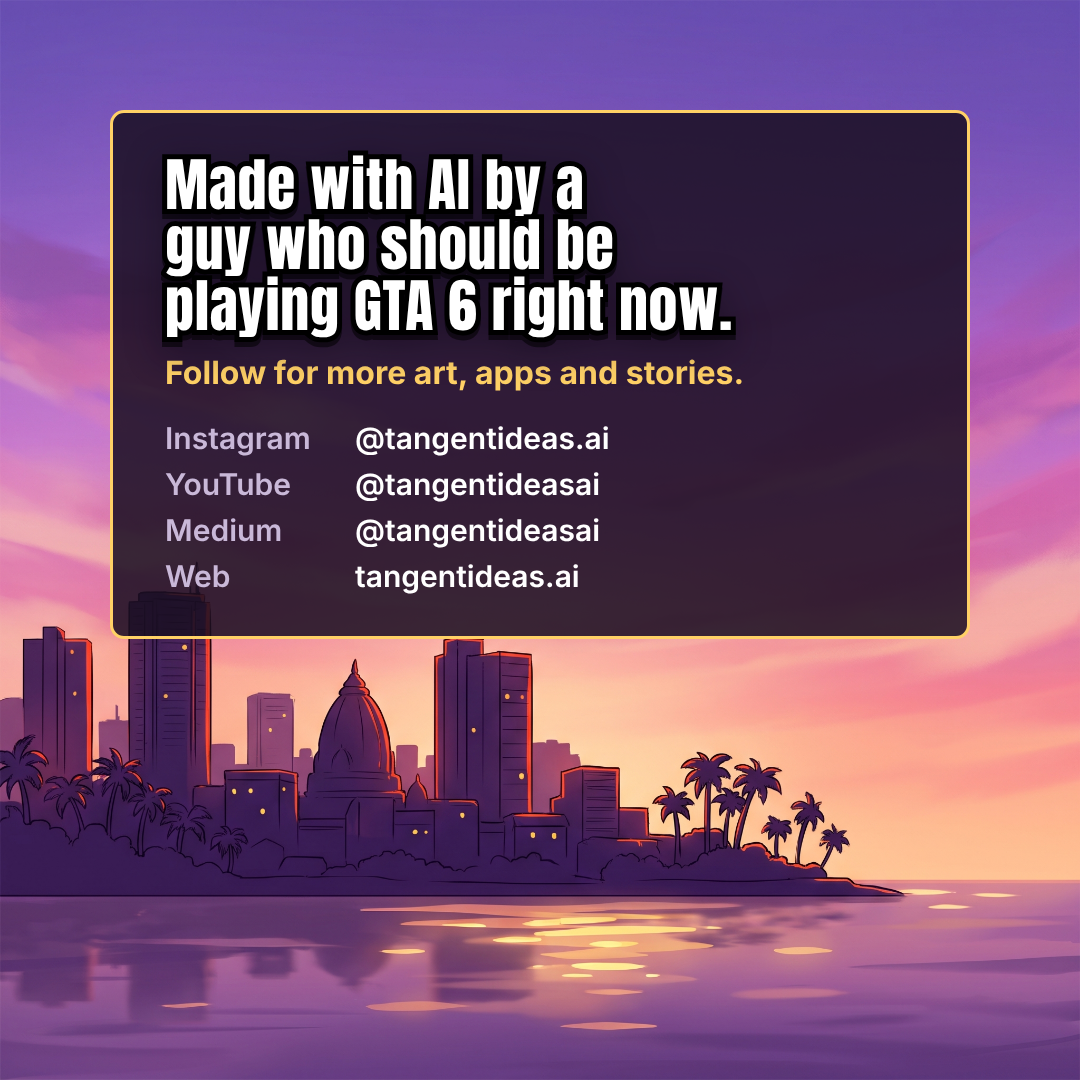 Made with AI by a
guy who should be
playing GTA 6 right now.
Follow for more art, apps and stories.
Instagram @tangentideas.ai
YouTube @tangentideasai
Medium @tangentideasai
Web tangentideas.ai